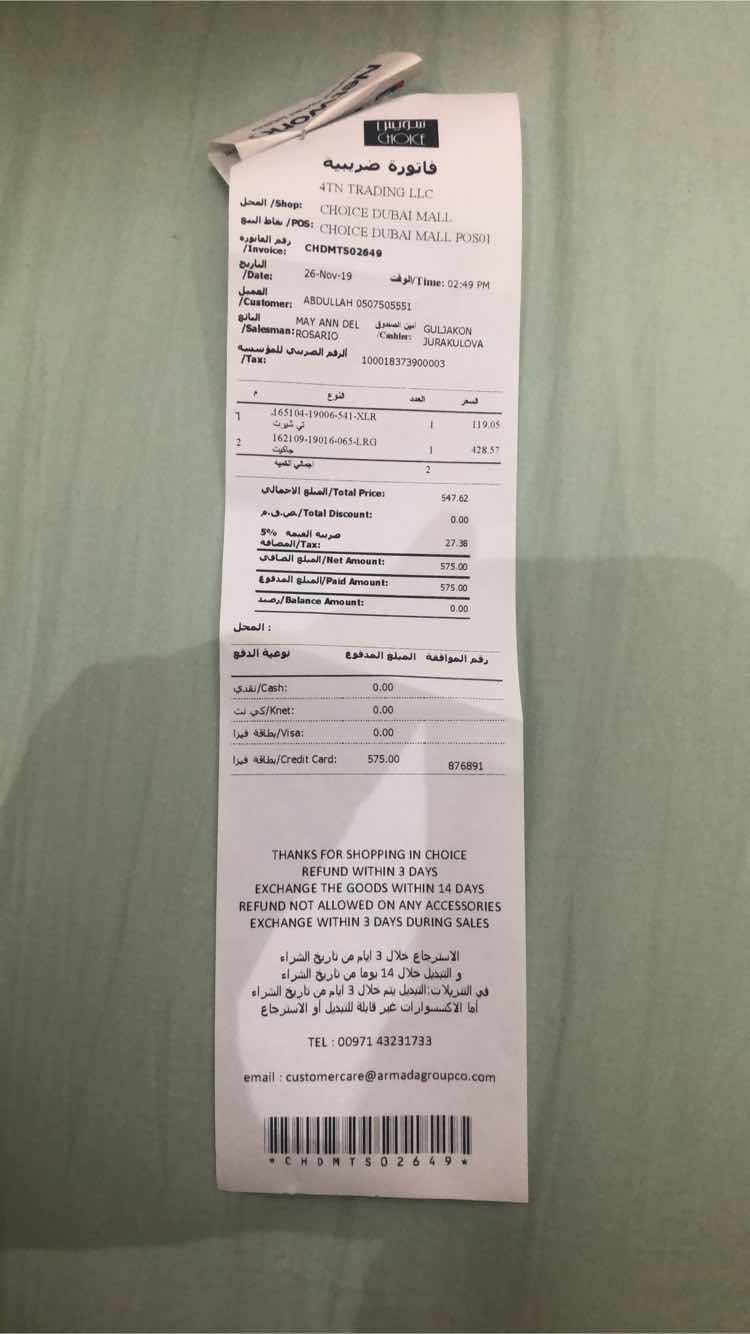 Network
سويس
CHOICE
فاتورة ضريبية
4TN TRADING LLC
المحل /Shop: CHOICE DUBAI MALL
نقاط البيع /POS: CHOICE DUBAI MALL POS01
رقم الفاتورة /Invoice: CHDMTS02649
التاريخ /Date: 26-Nov-19 الوقت/Time: 02:49 PM
العميل /Customer: ABDULLAH 0507505551
البائع /Salesman: MAY ANN DEL ROSARIO امين الصندوق /Cashier: GULJAKON JURAKULOVA
الرقم الضريبي للمؤسسة /Tax: 100018373900003
م النوع العدد السعر
165104-19006-541-XLR 1 119.05
تي شيرت
2 162109-19016-065-LRG 1 428.57
جاكيت
اجمالي الكمية 2
المبلغ الاجمالي/Total Price: 547.62
ص.ق.م/Total Discount: 0.00
ضريبة القيمة 5%
المضافة/Tax: 27.38
المبلغ الصافي/Net Amount: 575.00
المبلغ المدفوع/Paid Amount: 575.00
رصيد/Balance Amount: 0.00
المحل :
نوعية الدفع المبلغ المدفوع رقم الموافقة
نقدي/Cash: 0.00
كي نت/Knet: 0.00
بطاقة فيزا/Visa: 0.00
بطاقة فيزا/Credit Card: 575.00 876891
THANKS FOR SHOPPING IN CHOICE
REFUND WITHIN 3 DAYS
EXCHANGE THE GOODS WITHIN 14 DAYS
REFUND NOT ALLOWED ON ANY ACCESSORIES
EXCHANGE WITHIN 3 DAYS DURING SALES
الاسترجاع خلال 3 ايام من تاريخ الشراء
و التبديل خلال 14 يوما من تاريخ الشراء
في التنزيلات:التبديل يتم خلال 3 ايام من تاريخ الشراء
أما الاكسسوارات غير قابلة للتبديل أو الاسترجاع
TEL : 00971 43231733
email : customercare@armadagroupco.com
*CHDMTS02649*